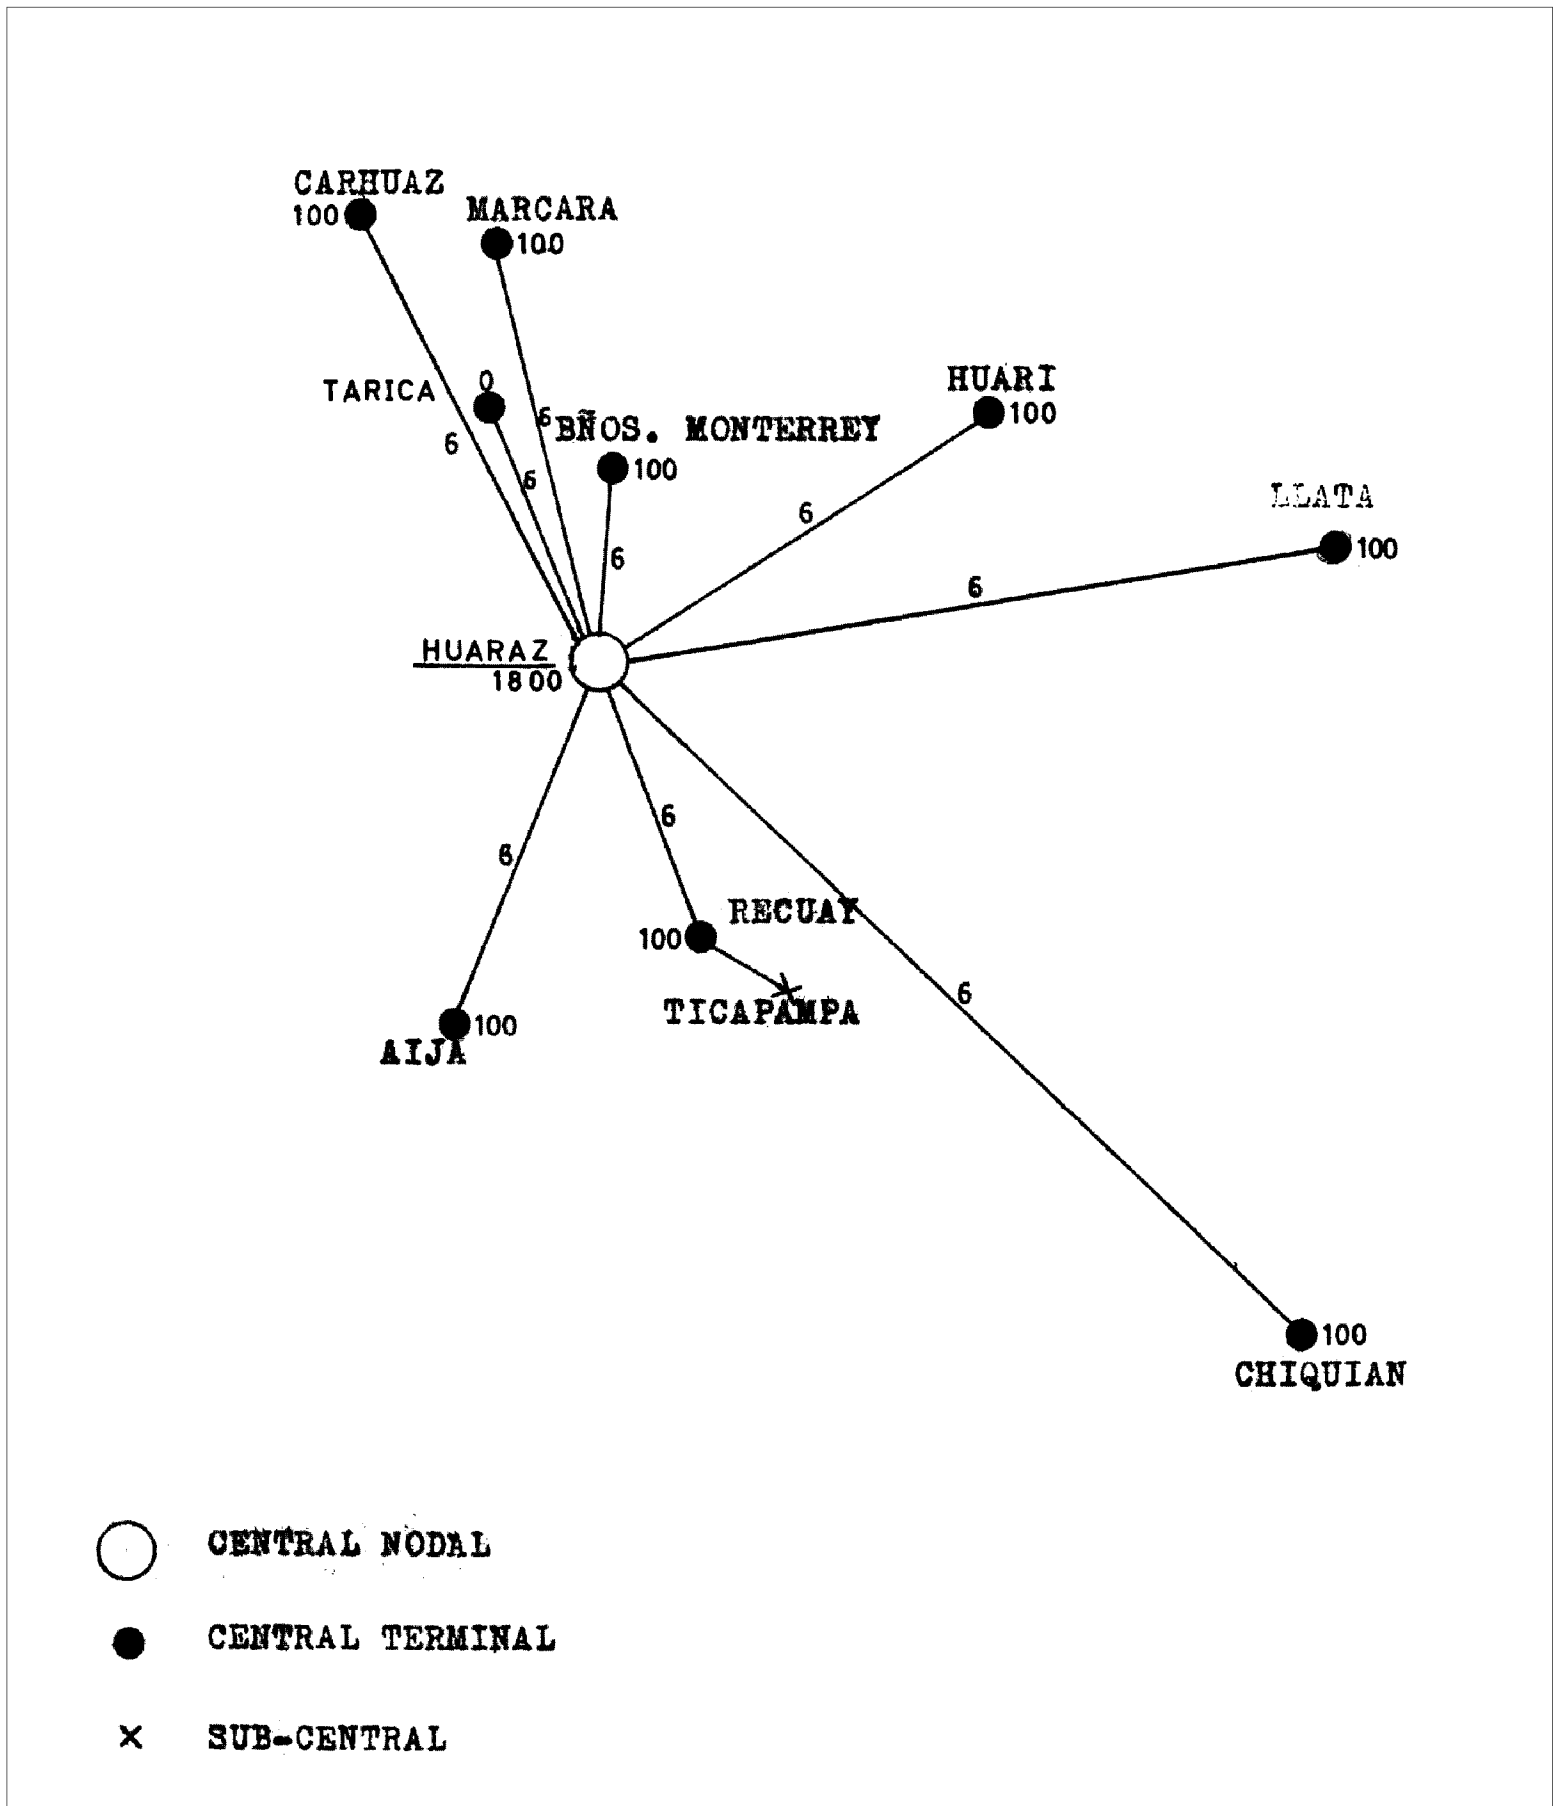 CARHUAZ
100
MARCARA
100
TARICA
0
6
6
6
BÑOS. MONTERREY
100
6
HUARI
100
6
LLATA
100
6
HUARAZ
1800
6
6
RECUAY
100
TICAPAMPA
6
100
AIJA
100
CHIQUIAN
CENTRAL NODAL
CENTRAL TERMINAL
SUB-CENTRAL